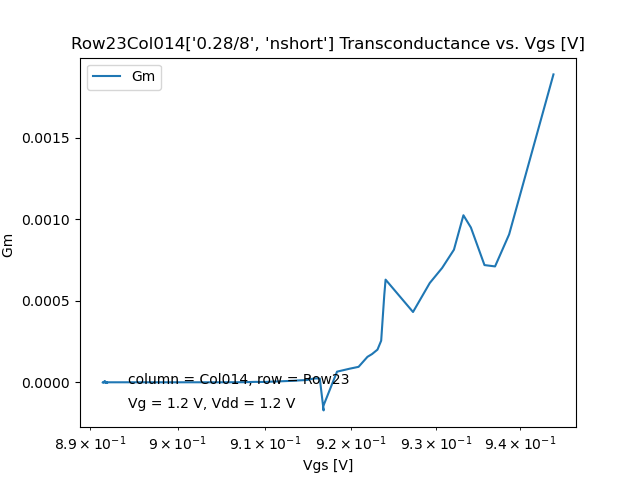 Row23Col014['0.28/8', 'nshort'] Transconductance vs. Vgs [V]
Gm
0.0015
0.0010
0.0005
0.0000
Gm
column = Col014, row = Row23
Vg = 1.2 V, Vdd = 1.2 V
8.9 × 10⁻¹ 9 × 10⁻¹ 9.1 × 10⁻¹ 9.2 × 10⁻¹ 9.3 × 10⁻¹ 9.4 × 10⁻¹
Vgs [V]